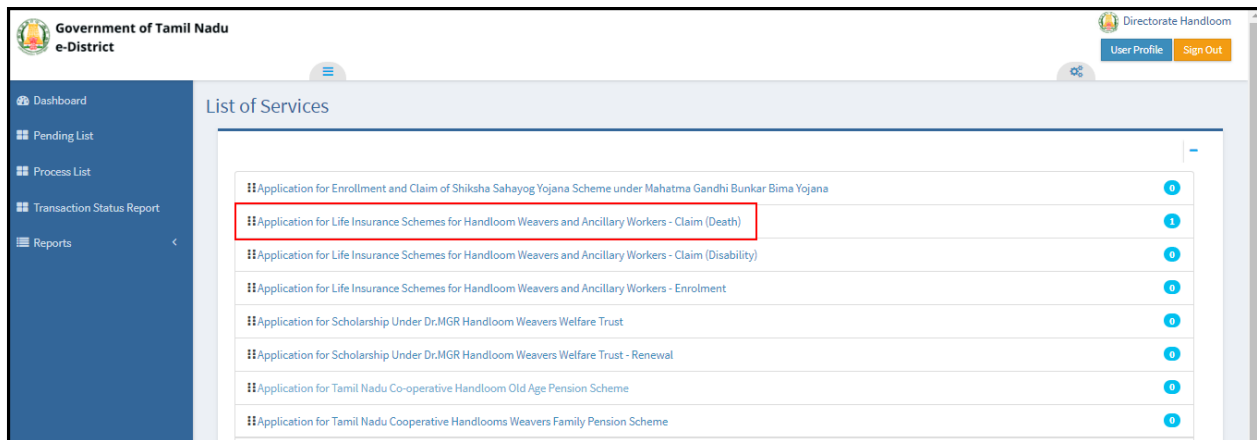 Government of Tamil Nadu
e-District
Directorate Handloom
User Profile
Sign Out
Dashboard
Pending List
Process List
Transaction Status Report
Reports
List of Services
Application for Enrollment and Claim of Shiksha Sahayog Yojana Scheme under Mahatma Gandhi Bunkar Bima Yojana 0
Application for Life Insurance Schemes for Handloom Weavers and Ancillary Workers - Claim (Death) 1
Application for Life Insurance Schemes for Handloom Weavers and Ancillary Workers - Claim (Disability) 0
Application for Life Insurance Schemes for Handloom Weavers and Ancillary Workers - Enrolment 0
Application for Scholarship Under Dr.MGR Handloom Weavers Welfare Trust 0
Application for Scholarship Under Dr.MGR Handloom Weavers Welfare Trust - Renewal 0
Application for Tamil Nadu Co-operative Handloom Old Age Pension Scheme 0
Application for Tamil Nadu Cooperative Handlooms Weavers Family Pension Scheme 0